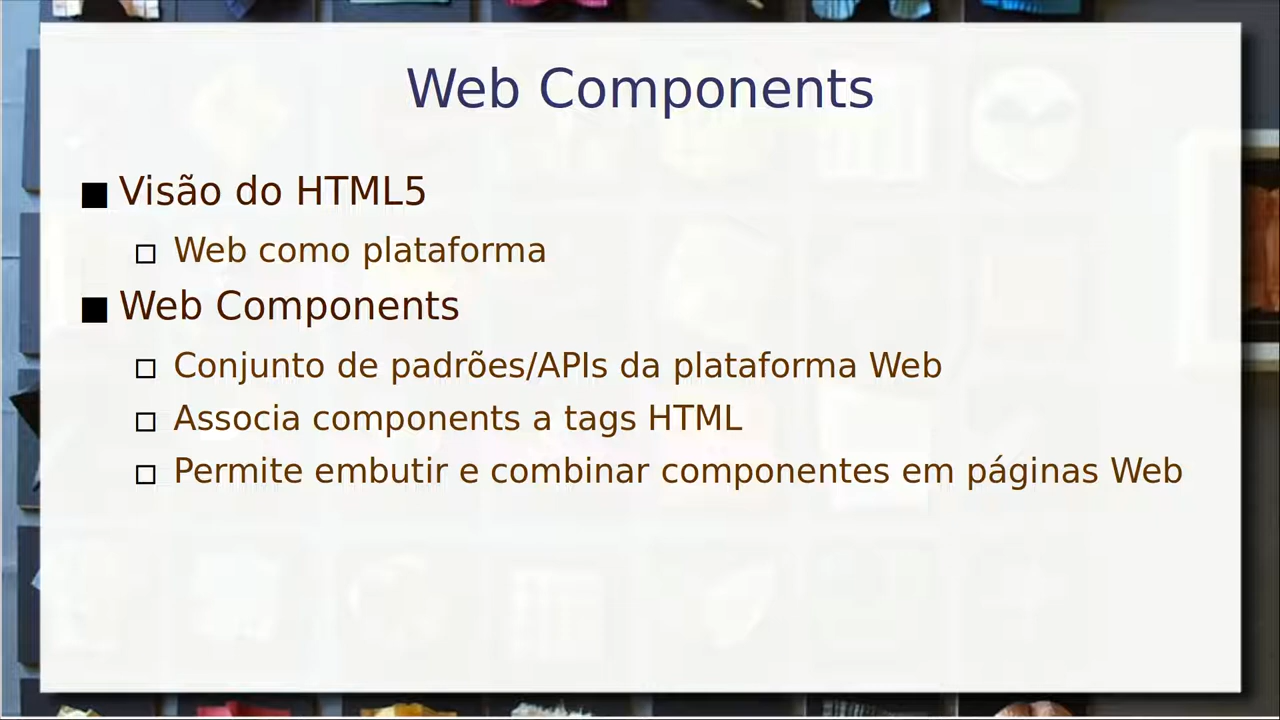 Web Components
Visão do HTML5
Web como plataforma
Web Components
Conjunto de padrões/APIs da plataforma Web
Associa components a tags HTML
Permite embutir e combinar componentes em páginas Web